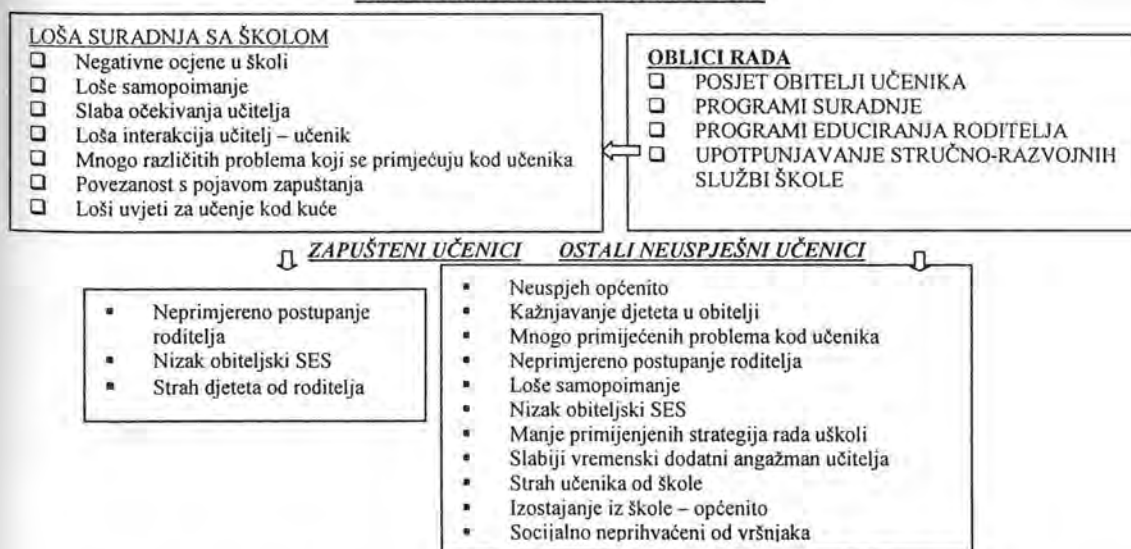 LOŠA SURADNJA SA ŠKOLOM
❑ Negativne ocjene u školi
❑ Loše samopoimanje
❑ Slaba očekivanja učitelja
❑ Loša interakcija učitelj – učenik
❑ Mnogo različitih problema koji se primjećuju kod učenika
❑ Povezanost s pojavom zapuštanja
❑ Loši uvjeti za učenje kod kuće
OBLICI RADA
❑ POSJET OBITELJI UČENIKA
❑ PROGRAMI SURADNJE
❑ PROGRAMI EDUCIRANJA RODITELJA
❑ UPOTPUNJAVANJE STRUČNO-RAZVOJNIH
SLUŽBI ŠKOLE
ZAPUŠTENI UČENICI
▪ Neprimjereno postupanje
roditelja
▪ Nizak obiteljski SES
▪ Strah djeteta od roditelja
OSTALI NEUSPJEŠNI UČENICI
▪ Neuspjeh općenito
▪ Kažnjavanje djeteta u obitelji
▪ Mnogo primijećenih problema kod učenika
▪ Neprimjereno postupanje roditelja
▪ Loše samopoimanje
▪ Nizak obiteljski SES
▪ Manje primijenjenih strategija rada uškoli
▪ Slabiji vremenski dodatni angažman učitelja
▪ Strah učenika od škole
▪ Izostajanje iz škole – općenito
▪ Socijalno neprihvaćeni od vršnjaka